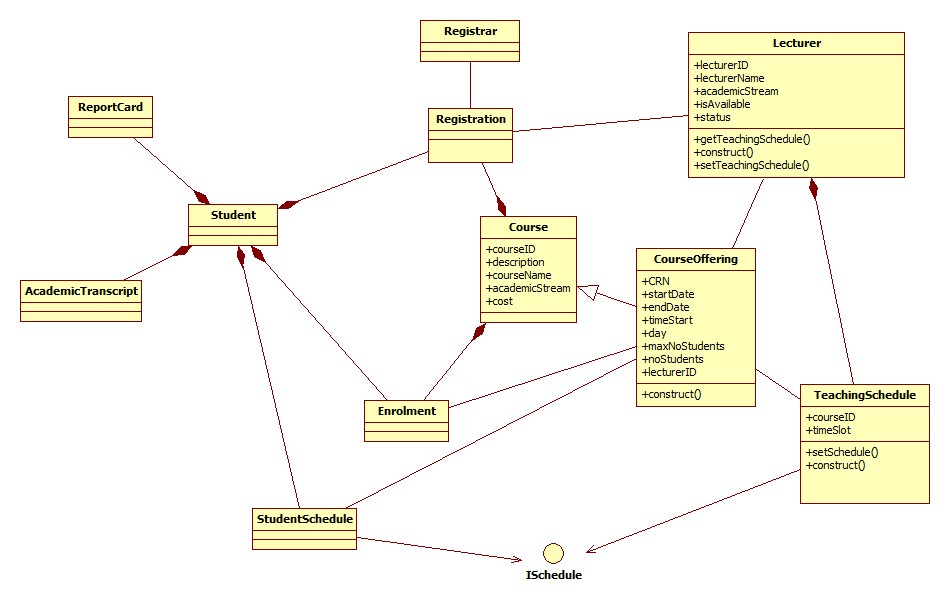 Registrar
Lecturer
+lecturerID
+lecturerName
+academicStream
+isAvailable
+status
+getTeachingSchedule()
+construct()
+setTeachingSchedule()
ReportCard
Registration
Student
Course
+courseID
+description
+courseName
+academicStream
+cost
CourseOffering
+CRN
+startDate
+endDate
+timeStart
+day
+maxNoStudents
+noStudents
+lecturerID
+construct()
AcademicTranscript
Enrolment
TeachingSchedule
+courseID
+timeSlot
+setSchedule()
+construct()
StudentSchedule
ISchedule